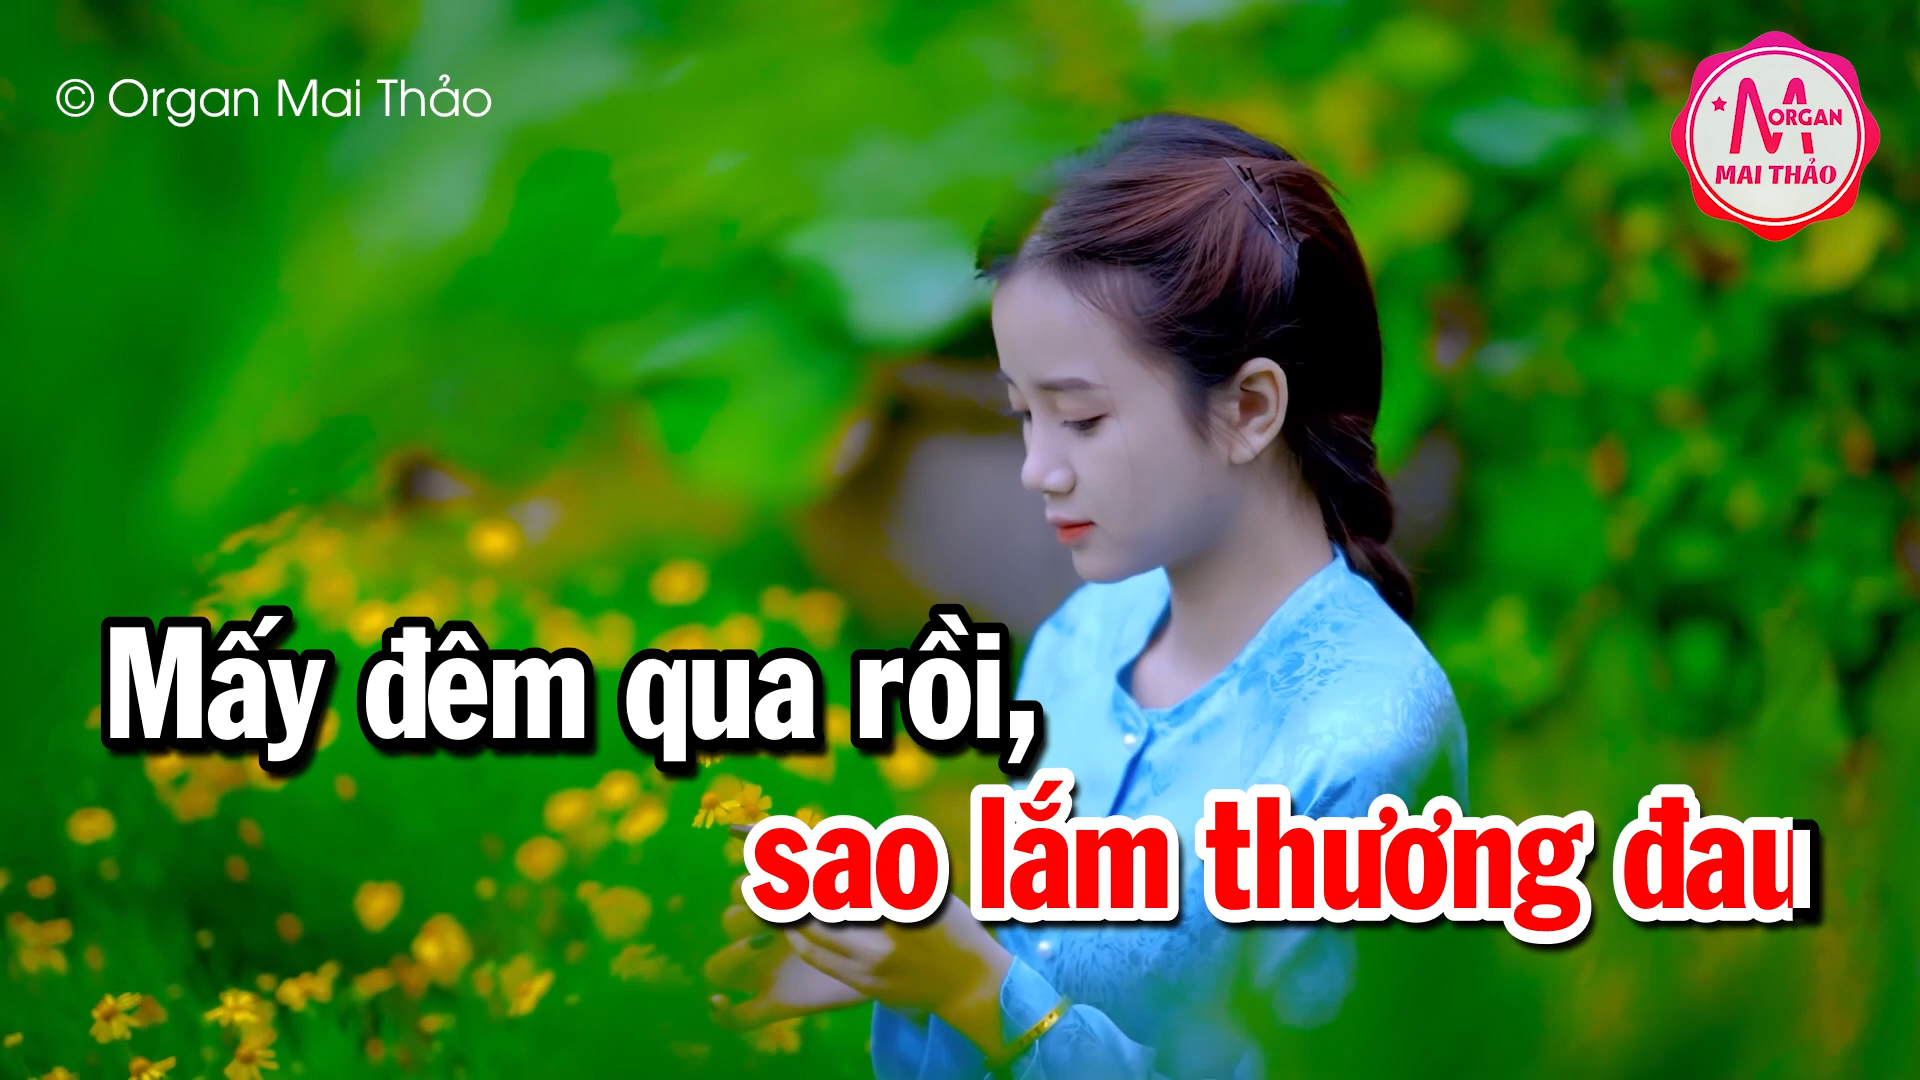 © Organ Mai Thảo
M ORGAN
MAI THẢO
Mấy đêm qua rồi,
sao lắm thương đau